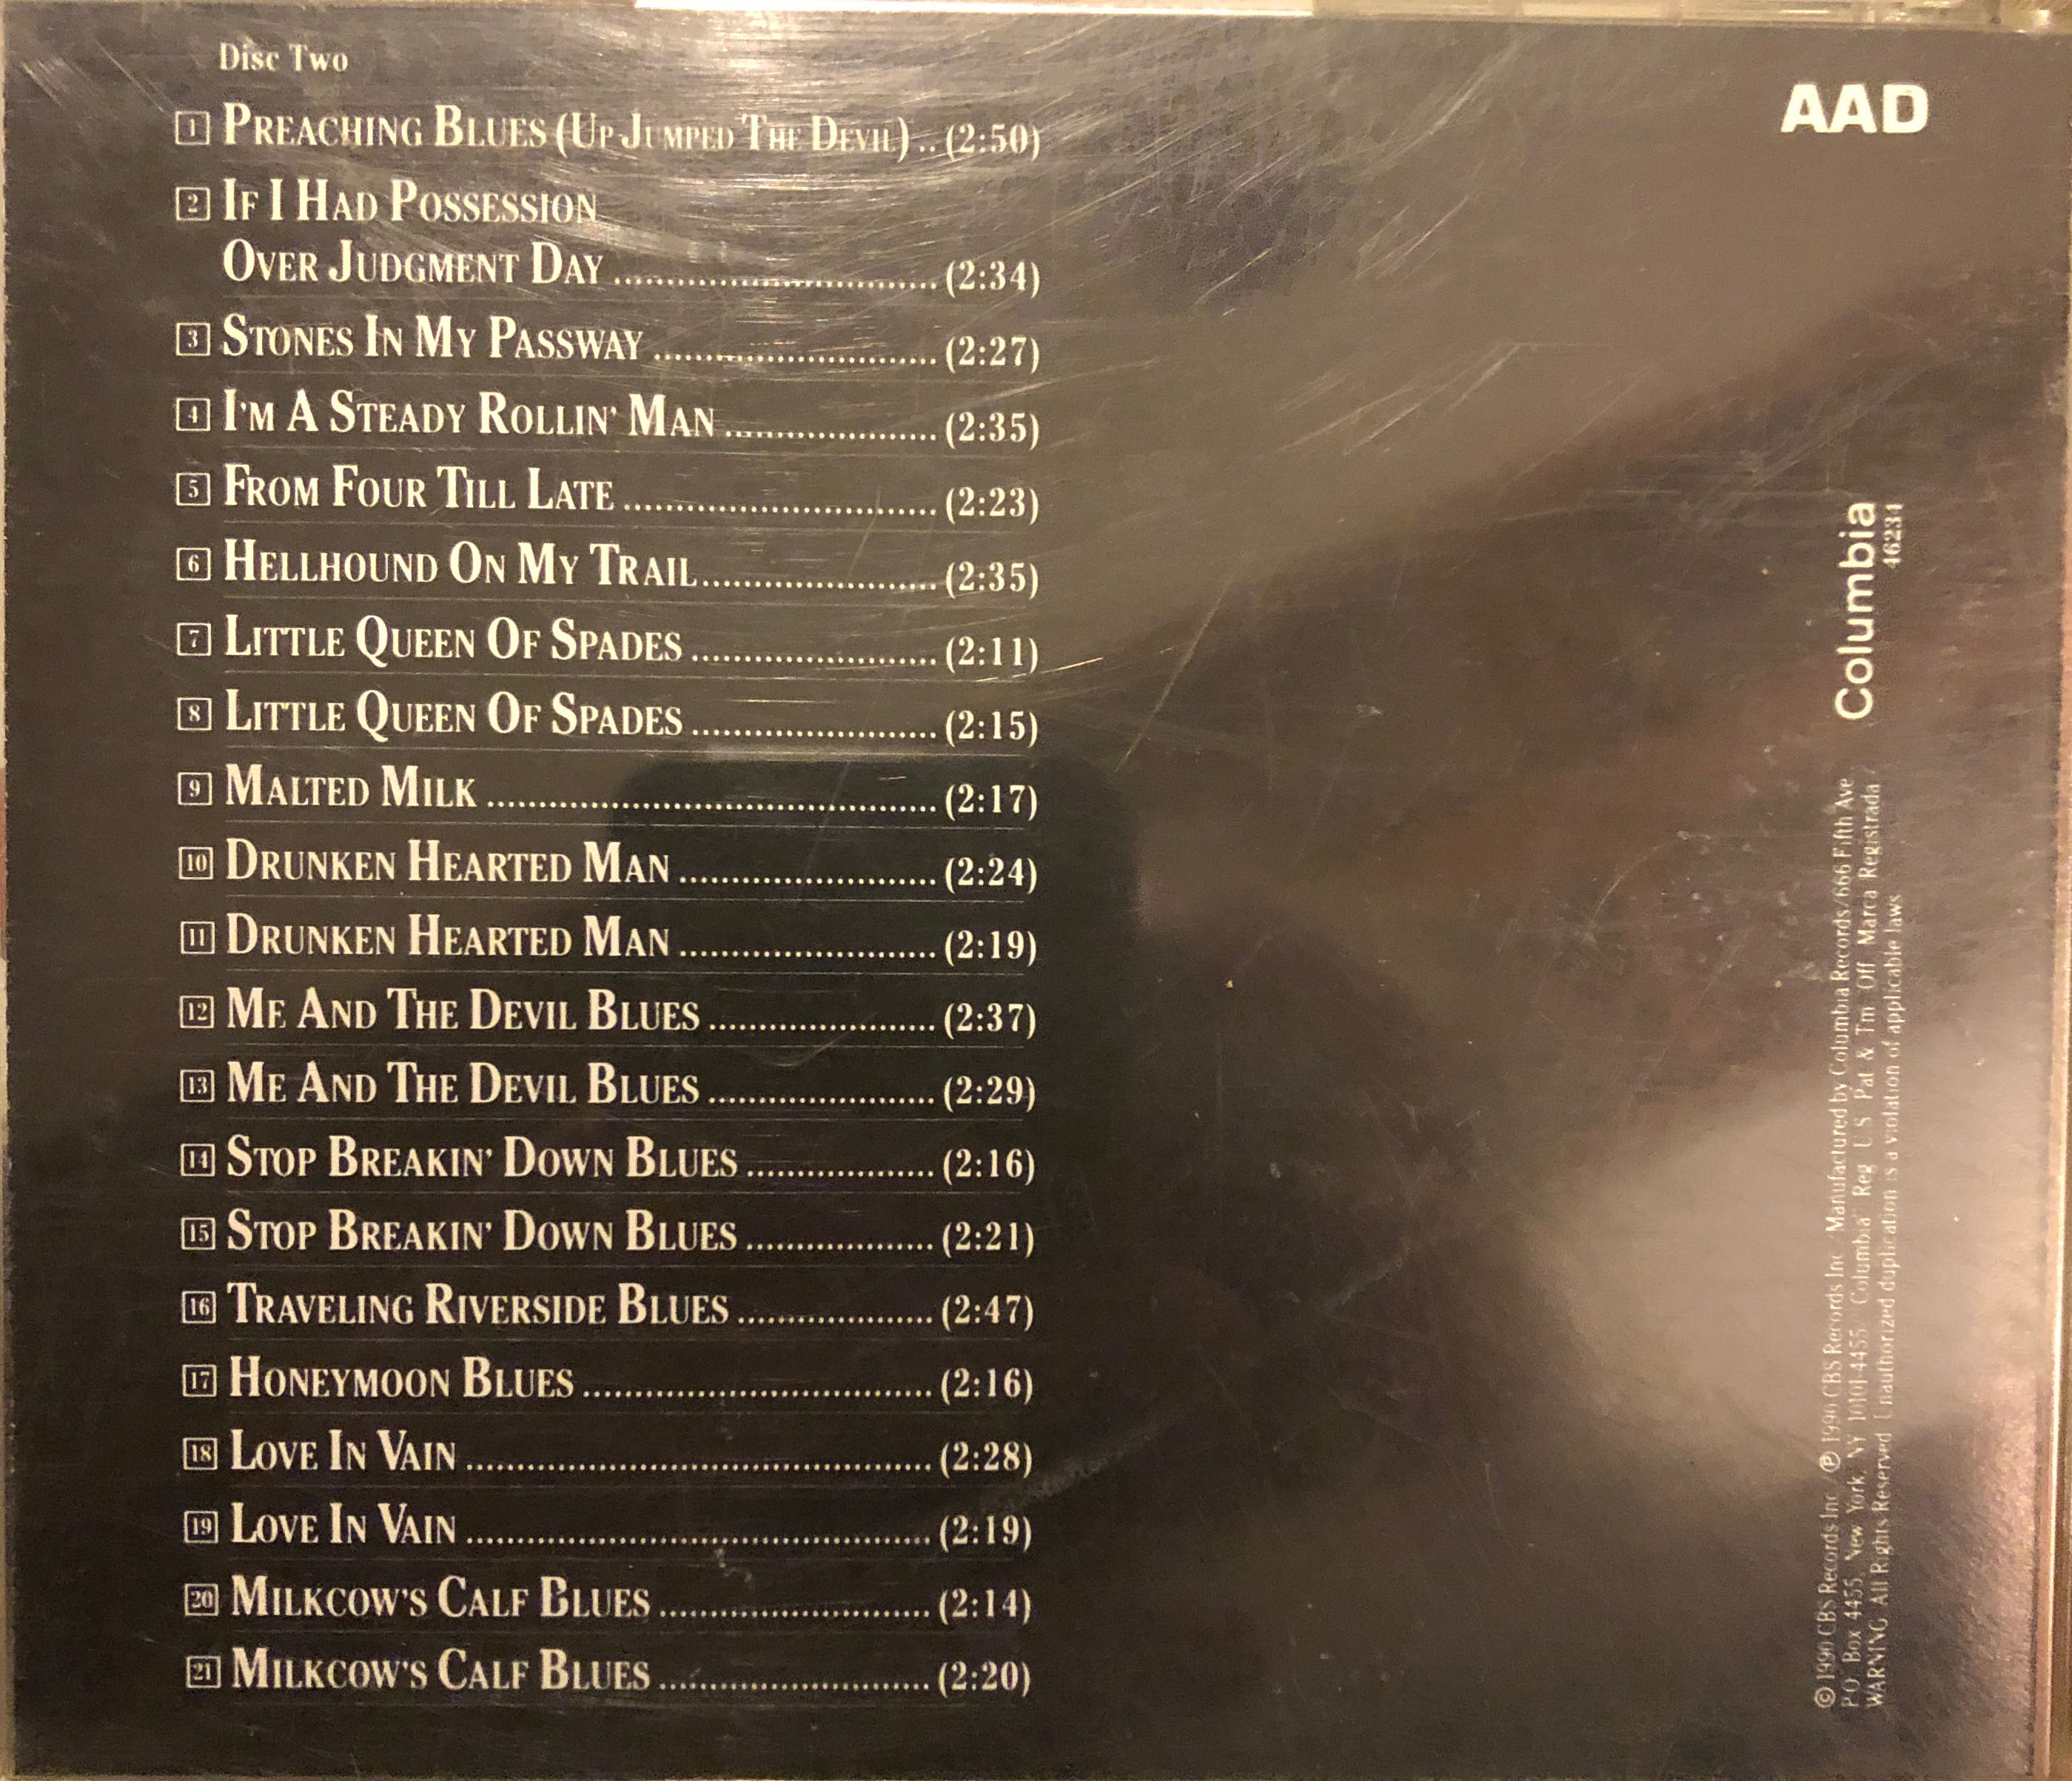 Disc Two
AAD
1 PREACHING BLUES (UP JUMPED THE DEVIL) .. (2:50)
2 IF I HAD POSSESSION
OVER JUDGMENT DAY ................................ (2:34)
3 STONES IN MY PASSWAY ............................ (2:27)
4 I'M A STEADY ROLLIN' MAN ..................... (2:35)
5 FROM FOUR TILL LATE ............................... (2:23)
6 HELLHOUND ON MY TRAIL ....................... (2:35)
7 LITTLE QUEEN OF SPADES ........................ (2:11)
8 LITTLE QUEEN OF SPADES ........................ (2:15)
9 MALTED MILK ............................................ (2:17)
10 DRUNKEN HEARTED MAN ......................... (2:24)
11 DRUNKEN HEARTED MAN ......................... (2:19)
12 ME AND THE DEVIL BLUES ...................... (2:37)
13 ME AND THE DEVIL BLUES ...................... (2:29)
14 STOP BREAKIN' DOWN BLUES ................... (2:16)
15 STOP BREAKIN' DOWN BLUES ................... (2:21)
16 TRAVELING RIVERSIDE BLUES ................... (2:47)
17 HONEYMOON BLUES .................................. (2:16)
18 LOVE IN VAIN .............................................. (2:28)
19 LOVE IN VAIN .............................................. (2:19)
20 MILKCOW'S CALF BLUES .......................... (2:14)
21 MILKCOW'S CALF BLUES .......................... (2:20)
Columbia
46234
© 1990 CBS Records Inc. ℗ 1990 CBS Records Inc. Manufactured by Columbia Records/666 Fifth Ave
P.O. Box 4455, New York, NY 10101-4455 "Columbia" Reg. U.S. Pat. & Tm. Off. Marca Registrada /
WARNING: All Rights Reserved. Unauthorized duplication is a violation of applicable laws